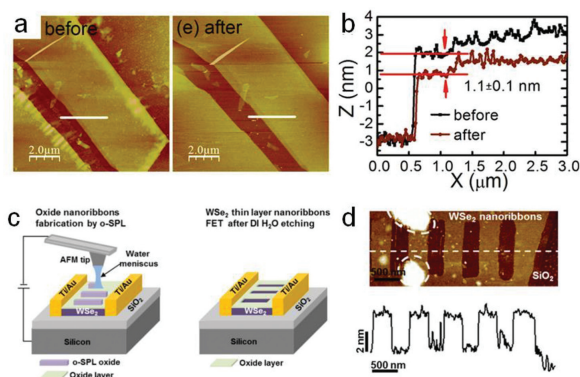 a
before
2.0μm
(e) after
2.0μm
b
Z (nm)
4
3
2
1
0
-1
-2
-3
1.1±0.1 nm
before
after
0.0 0.5 1.0 1.5 2.0 2.5 3.0
X (μm)
c
Oxide nanoribbons
fabrication by o-SPL
AFM tip
Water
meniscus
Ti/Au
Ti/Au
WSe₂
SiO₂
Silicon
o-SPL oxide
Oxide layer
WSe₂ thin layer nanoribbons
FET after DI H₂O etching
Ti/Au
Ti/Au
SiO₂
Silicon
Oxide layer
d
WSe₂ nanoribbons
500 nm
SiO₂
2 nm
500 nm